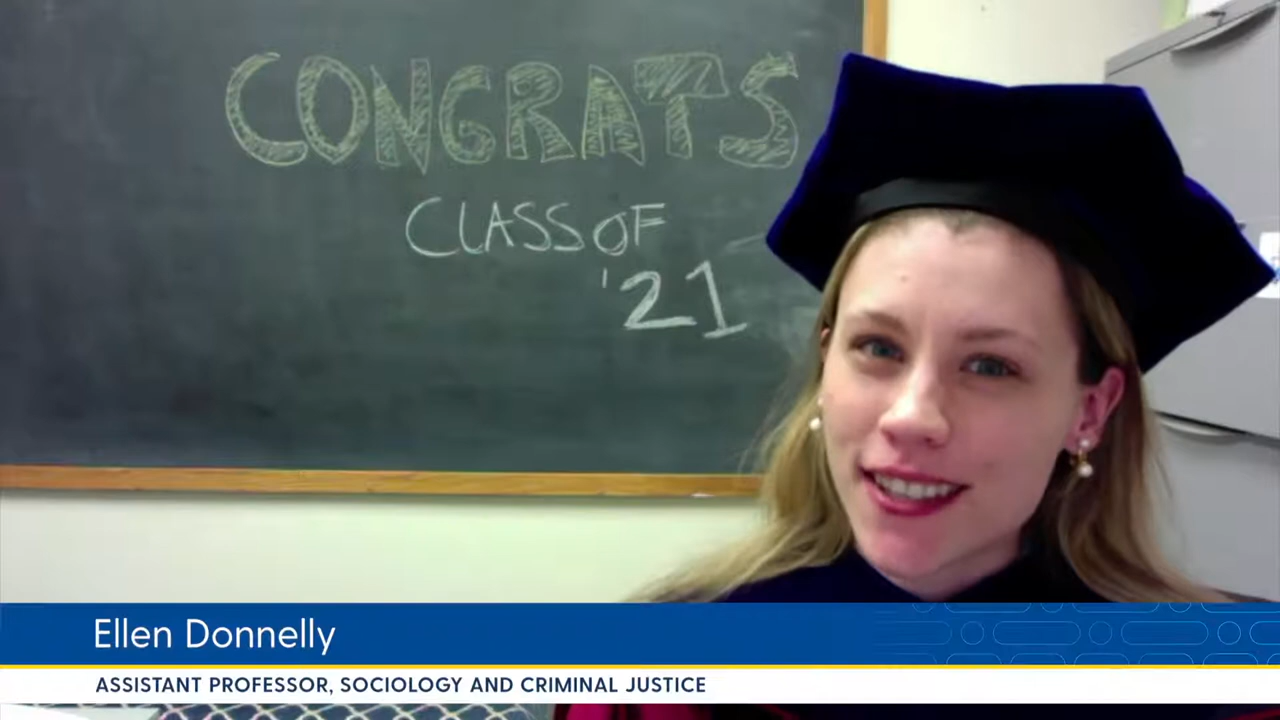 CONGRATS
CLASS OF
'21
Ellen Donnelly
ASSISTANT PROFESSOR, SOCIOLOGY AND CRIMINAL JUSTICE